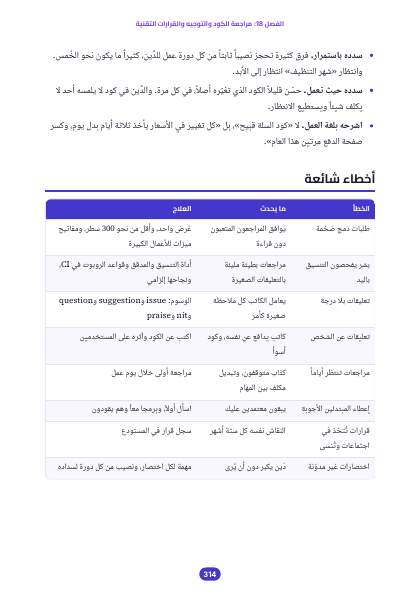 الفصل 18: مراجعة الكود والتوجيه والقرارات التقنية
• سدده باستمرار. فرق كثيرة تحجز نصيباً ثابتاً من كل دورة عمل للدَّين، كثيراً ما يكون نحو الخُمس.
وانتظار «شهر التنظيف» انتظار إلى الأبد.
• سدده حيث تعمل. حسّن قليلاً الكود الذي تغيّره أصلاً، في كل مرة. والدَّين في كود لا يلمسه أحد لا
يكلف شيئاً ويستطيع الانتظار.
• اشرحه بلغة العمل. لا «كود السلة قبيح»، بل «كل تغيير في الأسعار يأخذ ثلاثة أيام بدل يوم، وكسر
صفحة الدفع مرتين هذا العام».
أخطاء شائعة
الخطأ ما يحدث العلاج
طلبات دمج ضخمة يوافق المراجعون المتعبون غرض واحد، وأقل من نحو 300 سطر، ومفاتيح
دون قراءة ميزات للأعمال الكبيرة
بشر يفحصون التنسيق مراجعات بطيئة مليئة أداة التنسيق والمدقق وقواعد الروبوت في CI،
باليد بالتعليقات الصغيرة ونجاحها إلزامي
تعليقات بلا درجة يعامل الكاتب كل ملاحظة الوسوم: issue وsuggestion وquestion
صغيرة كأمر وnit وpraise
تعليقات عن الشخص كاتب يدافع عن نفسه، وكود اكتب عن الكود وأثره على المستخدمين
أسوأ
مراجعات تنتظر أياماً كتّاب متوقفون، وتبديل مراجعة أولى خلال يوم عمل
مكلف بين المهام
إعطاء المبتدئين الأجوبة يبقون معتمدين عليك اسأل أولاً، وبرمجا معاً وهم يقودون
قرارات تُتخذ في النقاش نفسه كل ستة أشهر سجل قرار في المستودع
اجتماعات وتُنسى
اختصارات غير مدوّنة دَين يكبر دون أن يُرى مهمة لكل اختصار، ونصيب من كل دورة لسداده
314